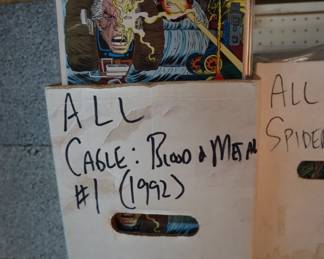 ALL
CABLE: BLOOD & METAL
#1 (1992)
ALL
SPIDER